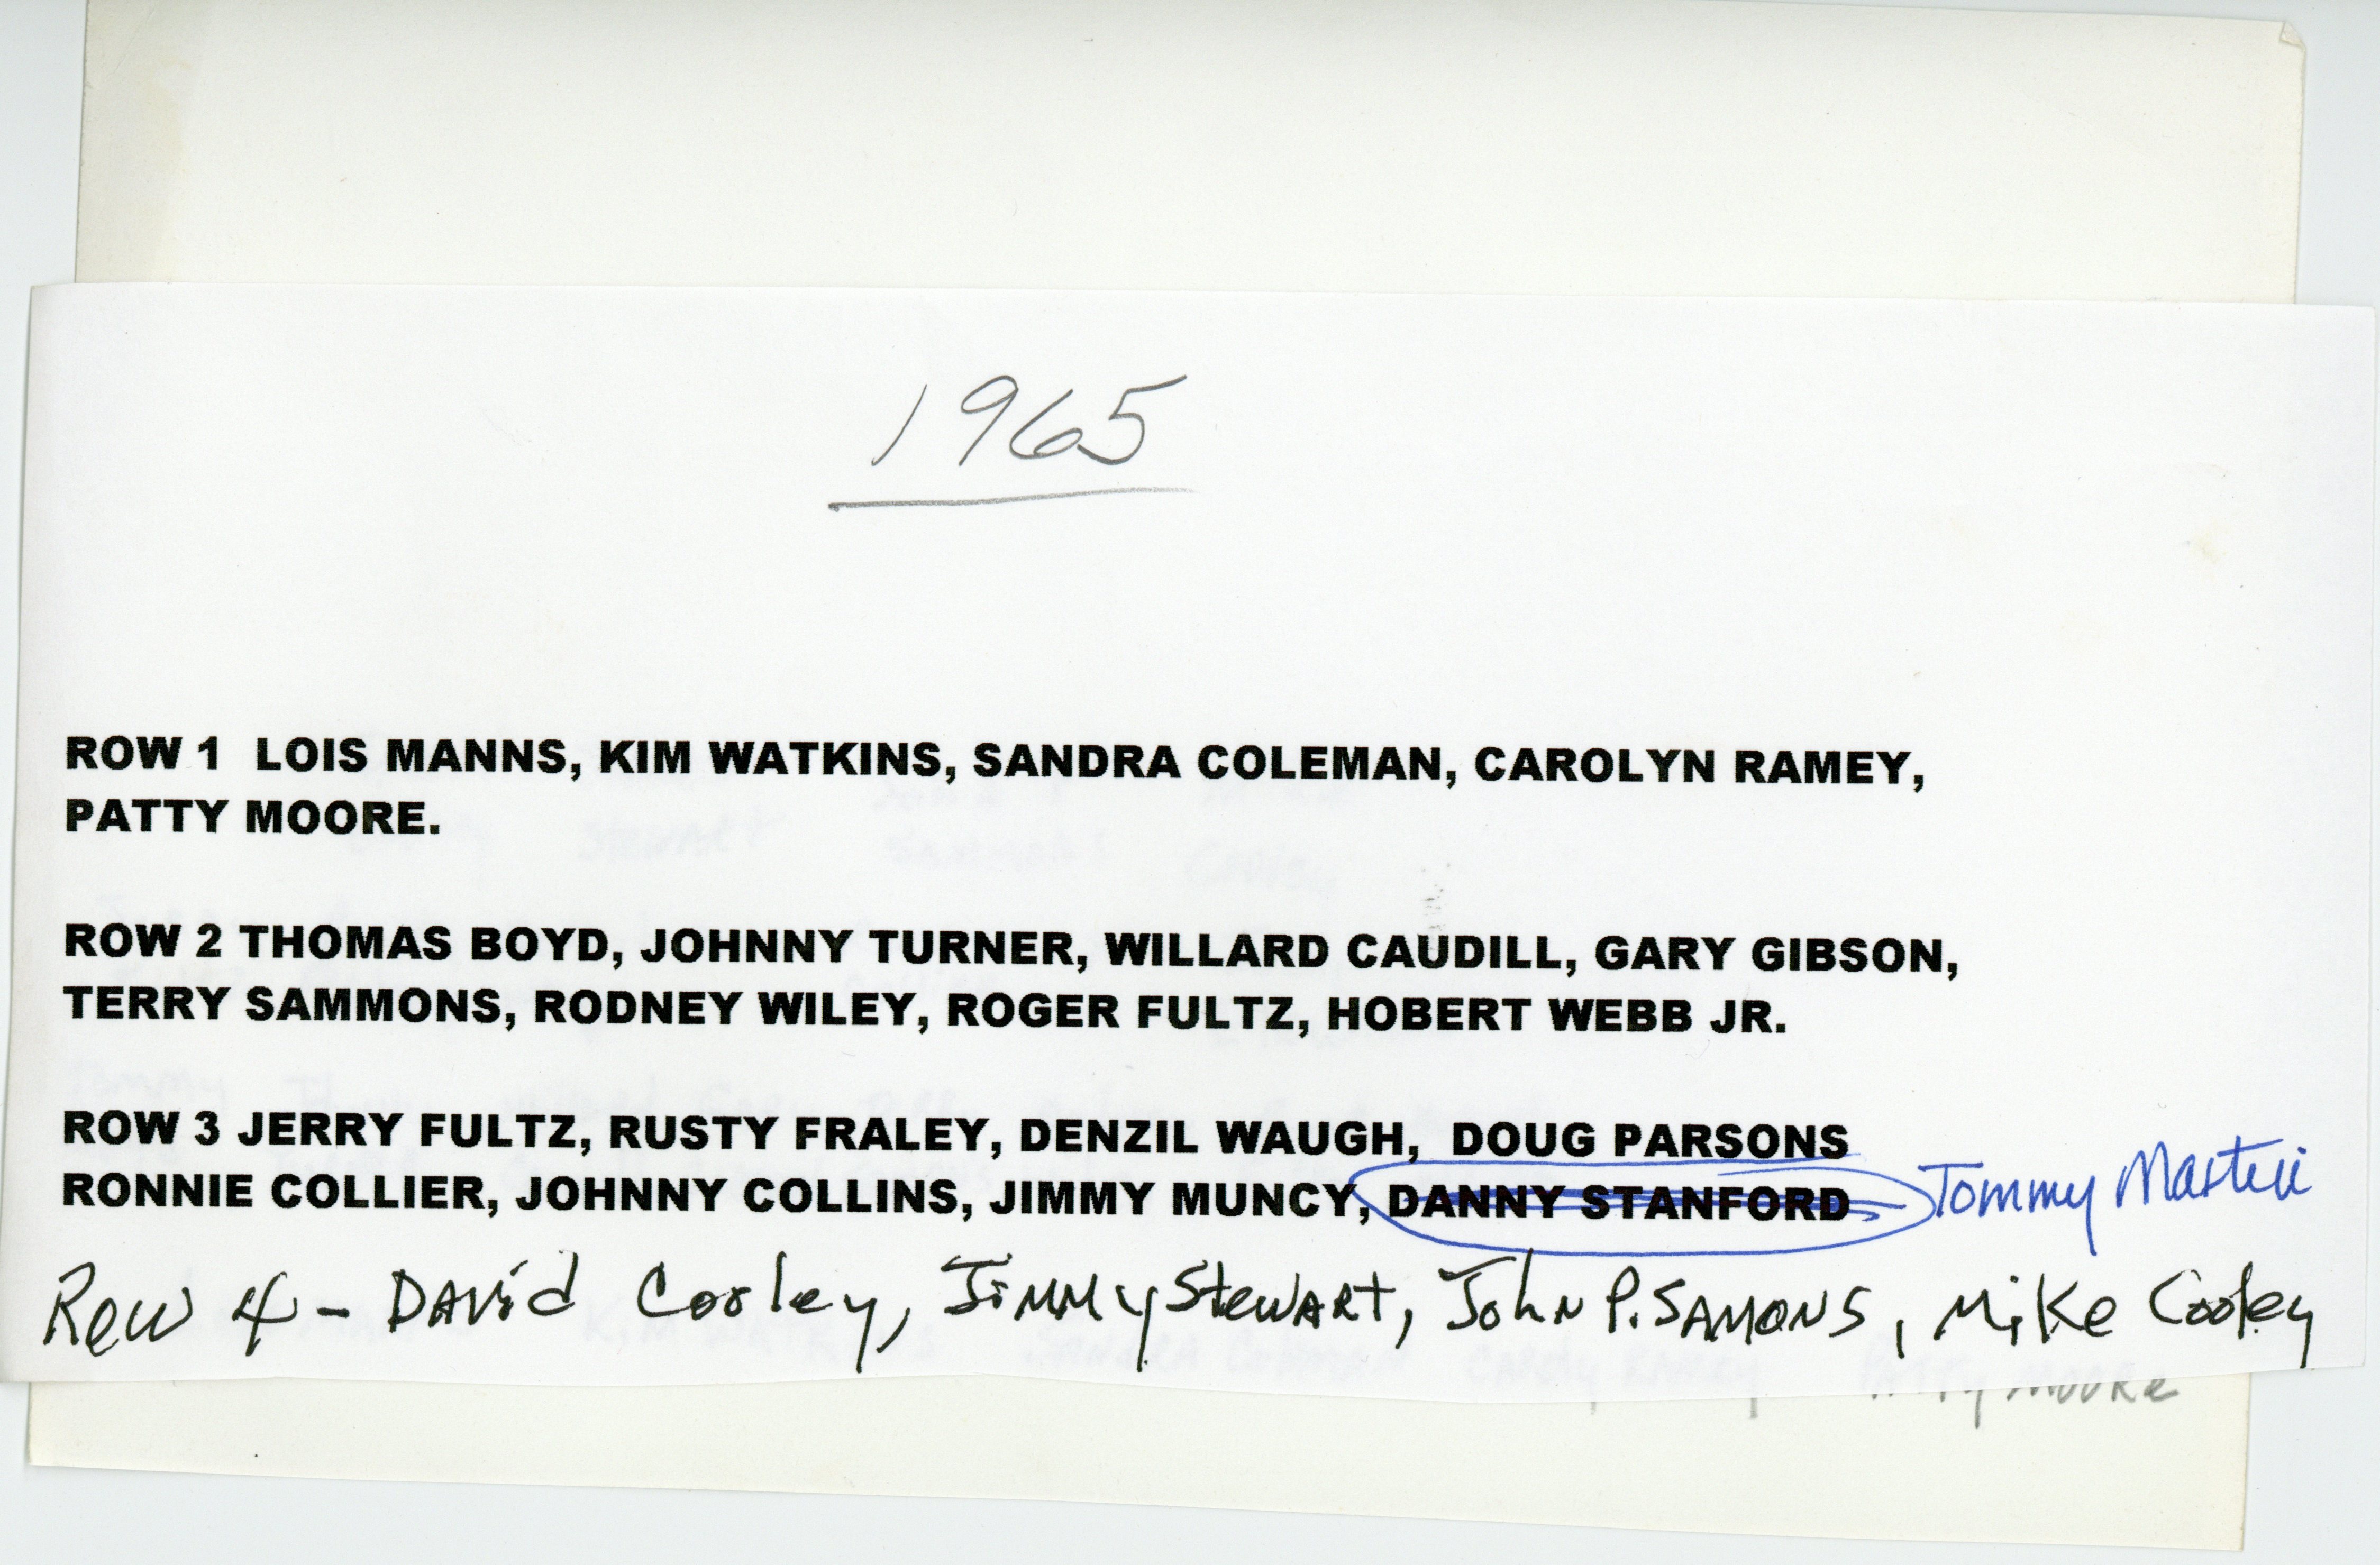 1965
ROW 1 LOIS MANNS, KIM WATKINS, SANDRA COLEMAN, CAROLYN RAMEY,
PATTY MOORE.
ROW 2 THOMAS BOYD, JOHNNY TURNER, WILLARD CAUDILL, GARY GIBSON,
TERRY SAMMONS, RODNEY WILEY, ROGER FULTZ, HOBERT WEBB JR.
ROW 3 JERRY FULTZ, RUSTY FRALEY, DENZIL WAUGH, DOUG PARSONS
RONNIE COLLIER, JOHNNY COLLINS, JIMMY MUNCY, DANNY STANFORD Tommy
Row 4 - DAvid Cooley, JiMMy StewARt, JohN P. SAMONS, Mike Cooley
MOORe